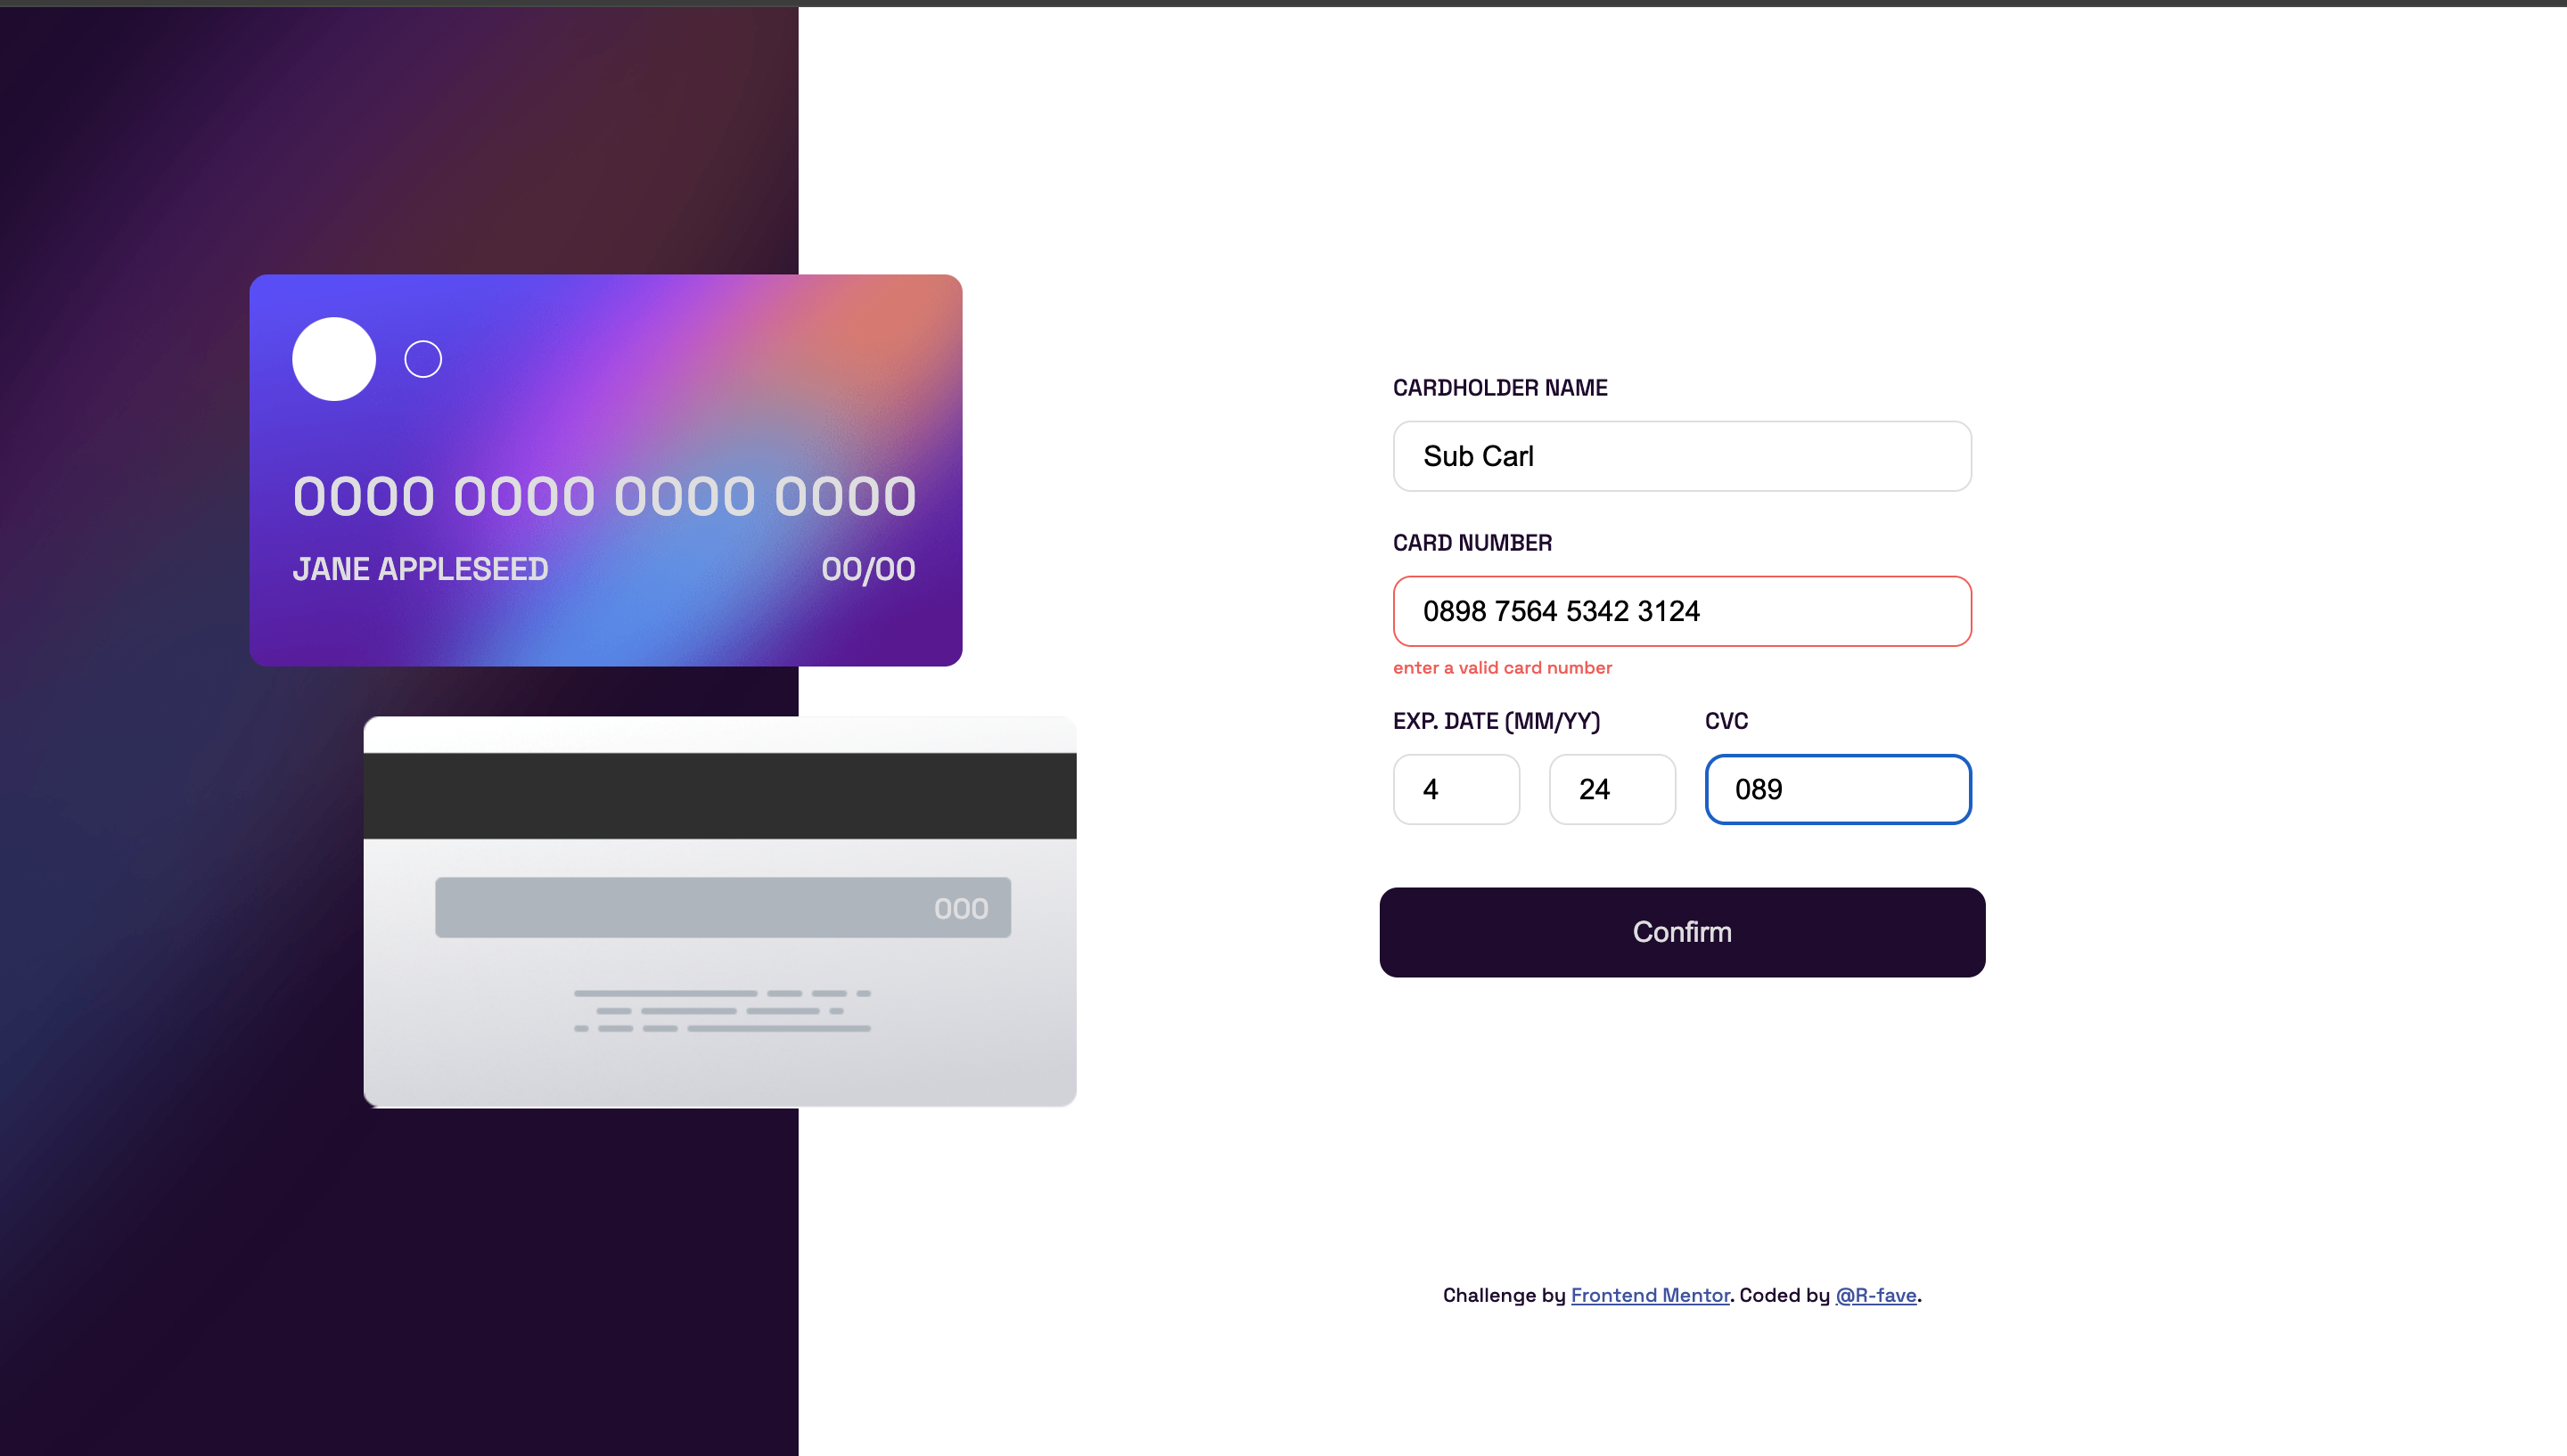 0000 0000 0000 0000
JANE APPLESEED 00/00
000
CARDHOLDER NAME
Sub Carl
CARD NUMBER
0898 7564 5342 3124
enter a valid card number
EXP. DATE (MM/YY) CVC
4 24 089
Confirm
Challenge by Frontend Mentor. Coded by @R-fave.